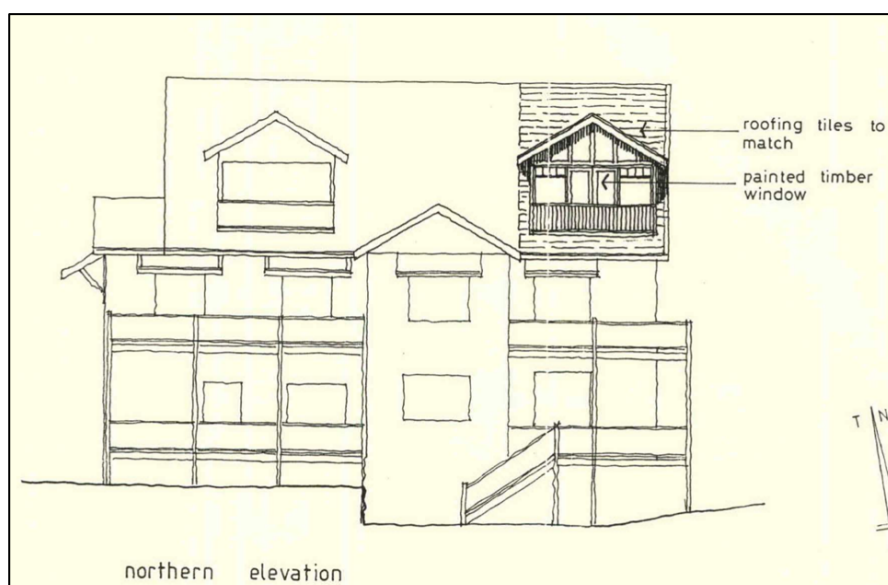 roofing tiles to
match
painted timber
window
T N
northern elevation